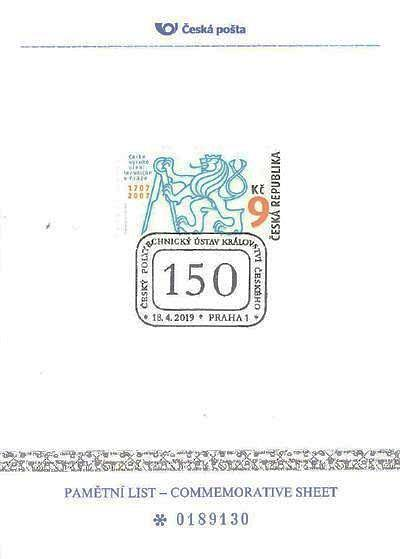 Česká pošta
České
vysoké
učení
technické
v Praze
1707
2007
Kč
9
ČESKÁ REPUBLIKA
ČESKÝ POLYTECHNICKÝ ÚSTAV KRÁLOVSTVÍ ČESKÉHO
150
* 18. 4. 2019 * PRAHA 1 *
PAMĚTNÍ LIST – COMMEMORATIVE SHEET
* 0189130